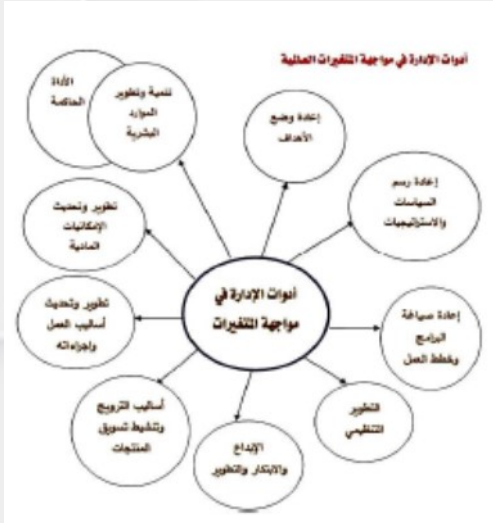 أدوات الإدارة في مواجهة المتغيرات العالمية
الأداة
الحاكمة
تنمية وتطوير
الموارد
البشرية
إعادة وضع
الأهداف
إعادة رسم
السياسات
والاستراتيجيات
تطوير وتحديث
الإمكانيات
المادية
أدوات الإدارة في
مواجهة المتغيرات
تطوير وتحديث
أساليب العمل
وإجراءاته
إعادة صياغة
البرامج
وخطط العمل
أساليب الترويج
وتنشيط تسويق
المنتجات
الإبداع
والابتكار والتطوير
التطوير
التنظيمي